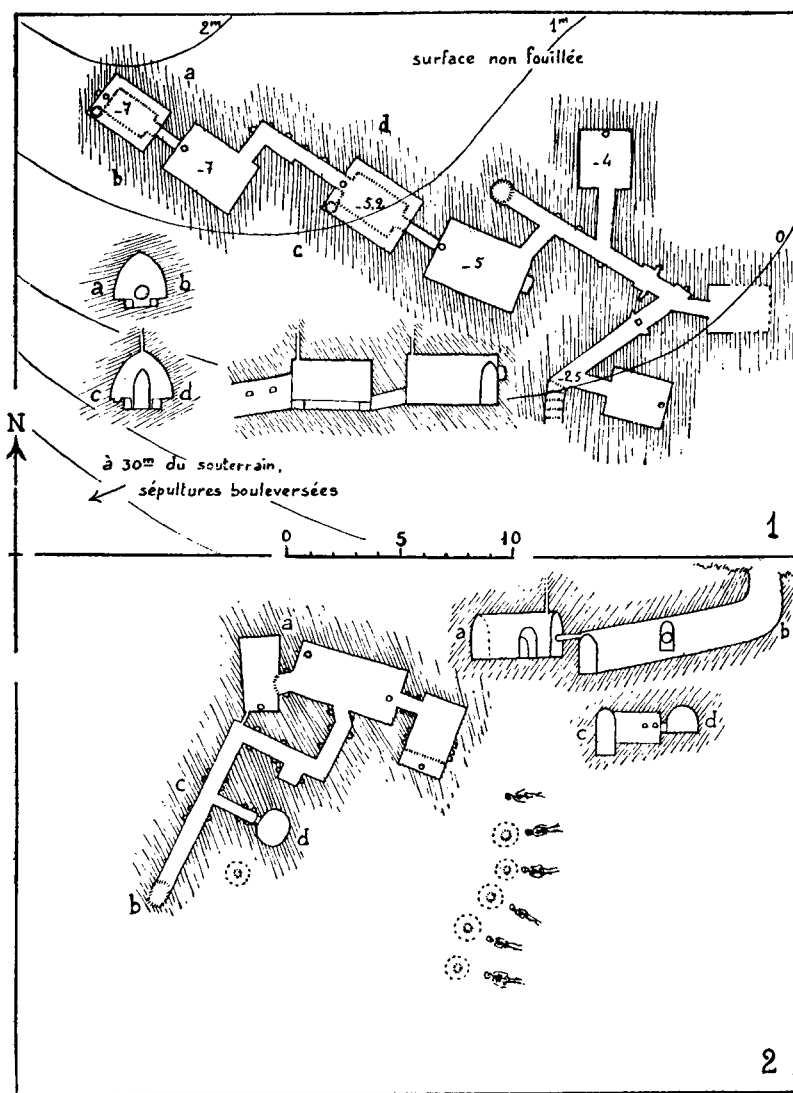 2ᵐ
1ᵐ
surface non fouillée
a
-7
b
-7
d
-5,2
c
-5
-4
0
a b
c d
-2,5
N
à 30ᵐ du souterrain,
sépultures bouleversées
0 5 10
1
a
a
b
c
d
c
d
b
2